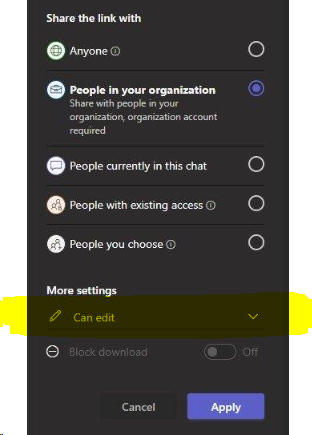 Share the link with
Anyone
People in your organization
Share with people in your
organization, organization account
required
People currently in this chat
People with existing access
People you choose
More settings
Can edit
Block download Off
Cancel Apply